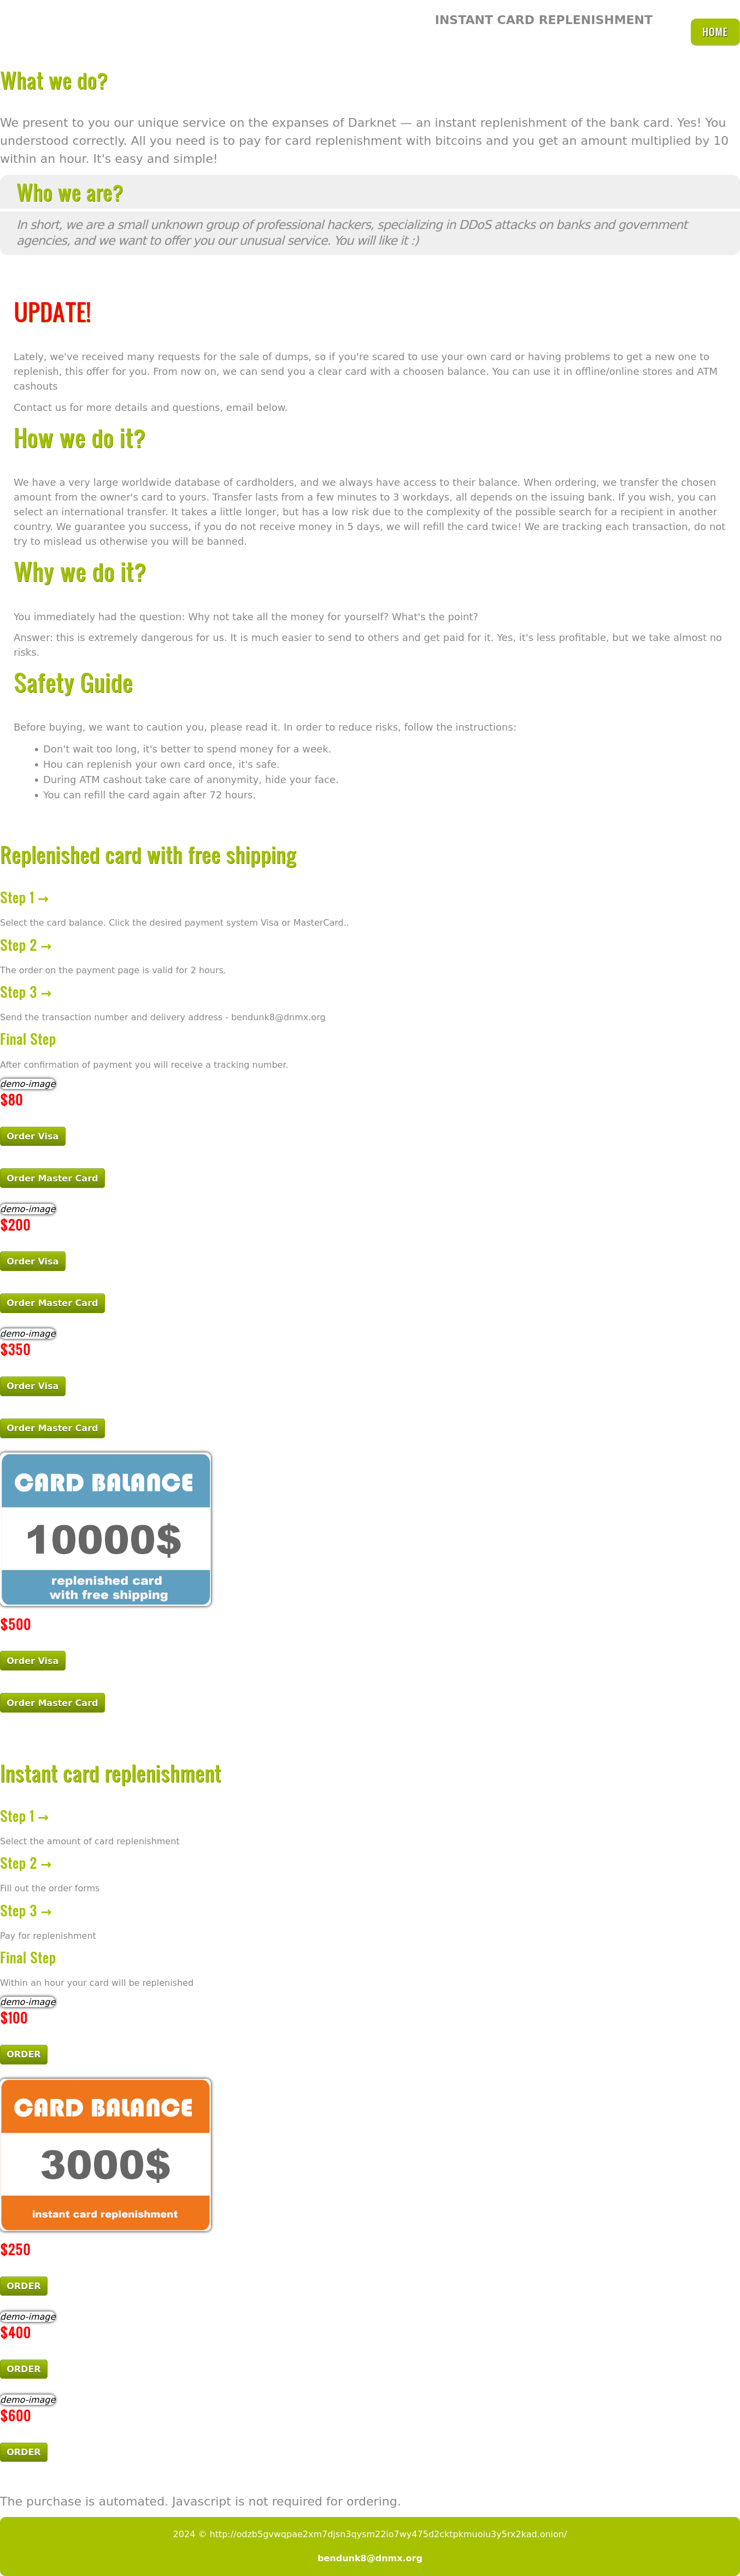 INSTANT CARD REPLENISHMENT
HOME
What we do?
We present to you our unique service on the expanses of Darknet — an instant replenishment of the bank card. Yes! You
understood correctly. All you need is to pay for card replenishment with bitcoins and you get an amount multiplied by 10
within an hour. It's easy and simple!
Who we are?
In short, we are a small unknown group of professional hackers, specializing in DDoS attacks on banks and government
agencies, and we want to offer you our unusual service. You will like it :)
UPDATE!
Lately, we've received many requests for the sale of dumps, so if you're scared to use your own card or having problems to get a new one to
replenish, this offer for you. From now on, we can send you a clear card with a choosen balance. You can use it in offline/online stores and ATM
cashouts
Contact us for more details and questions, email below.
How we do it?
We have a very large worldwide database of cardholders, and we always have access to their balance. When ordering, we transfer the chosen
amount from the owner's card to yours. Transfer lasts from a few minutes to 3 workdays, all depends on the issuing bank. If you wish, you can
select an international transfer. It takes a little longer, but has a low risk due to the complexity of the possible search for a recipient in another
country. We guarantee you success, if you do not receive money in 5 days, we will refill the card twice! We are tracking each transaction, do not
try to mislead us otherwise you will be banned.
Why we do it?
You immediately had the question: Why not take all the money for yourself? What's the point?
Answer: this is extremely dangerous for us. It is much easier to send to others and get paid for it. Yes, it's less profitable, but we take almost no
risks.
Safety Guide
Before buying, we want to caution you, please read it. In order to reduce risks, follow the instructions:
• Don't wait too long, it's better to spend money for a week.
• Hou can replenish your own card once, it's safe.
• During ATM cashout take care of anonymity, hide your face.
• You can refill the card again after 72 hours.
Replenished card with free shipping
Step 1 →
Select the card balance. Click the desired payment system Visa or MasterCard..
Step 2 →
The order on the payment page is valid for 2 hours.
Step 3 →
Send the transaction number and delivery address - bendunk8@dnmx.org
Final Step
After confirmation of payment you will receive a tracking number.
demo-image
$80
Order Visa
Order Master Card
demo-image
$200
Order Visa
Order Master Card
demo-image
$350
Order Visa
Order Master Card
CARD BALANCE
10000$
replenished card
with free shipping
$500
Order Visa
Order Master Card
Instant card replenishment
Step 1 →
Select the amount of card replenishment
Step 2 →
Fill out the order forms
Step 3 →
Pay for replenishment
Final Step
Within an hour your card will be replenished
demo-image
$100
ORDER
CARD BALANCE
3000$
instant card replenishment
$250
ORDER
demo-image
$400
ORDER
demo-image
$600
ORDER
The purchase is automated. Javascript is not required for ordering.
2024 © http://odzb5gvwqpae2xm7djsn3qysm22io7wy475d2cktpkmuoiu3y5rx2kad.onion/
bendunk8@dnmx.org